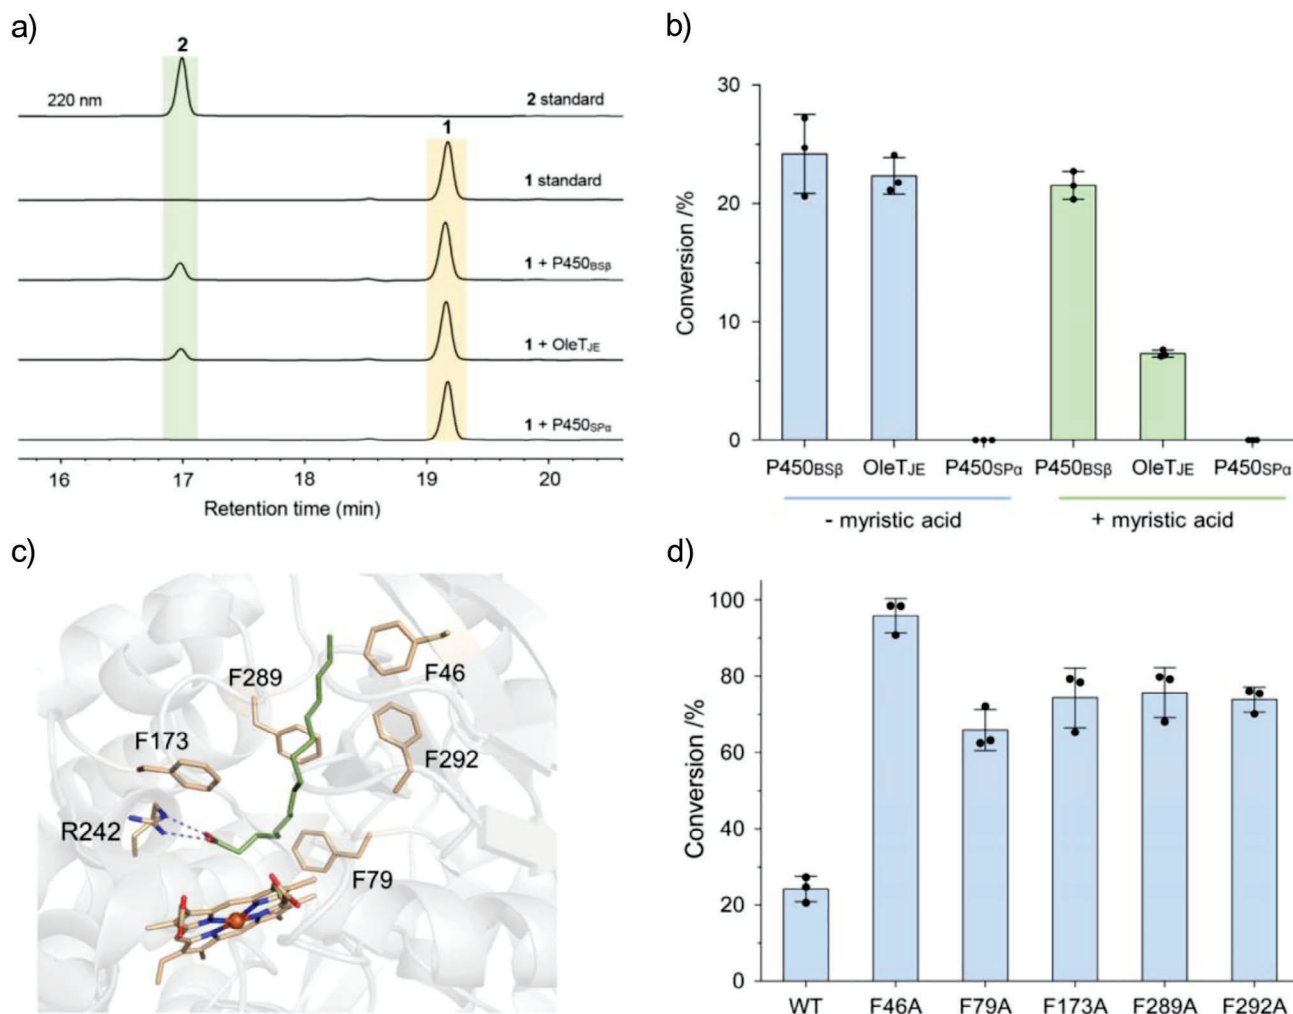 a)
2
220 nm
2 standard
1
1 standard
1 + P450BSβ
1 + OleTJE
1 + P450SPα
16 17 18 19 20
Retention time (min)
b)
30
20
10
0
Conversion /%
P450BSβ OleTJE P450SPα P450BSβ OleTJE P450SPα
- myristic acid + myristic acid
c)
F46
F289
F173
F292
R242
F79
d)
100
80
60
40
20
0
Conversion /%
WT F46A F79A F173A F289A F292A